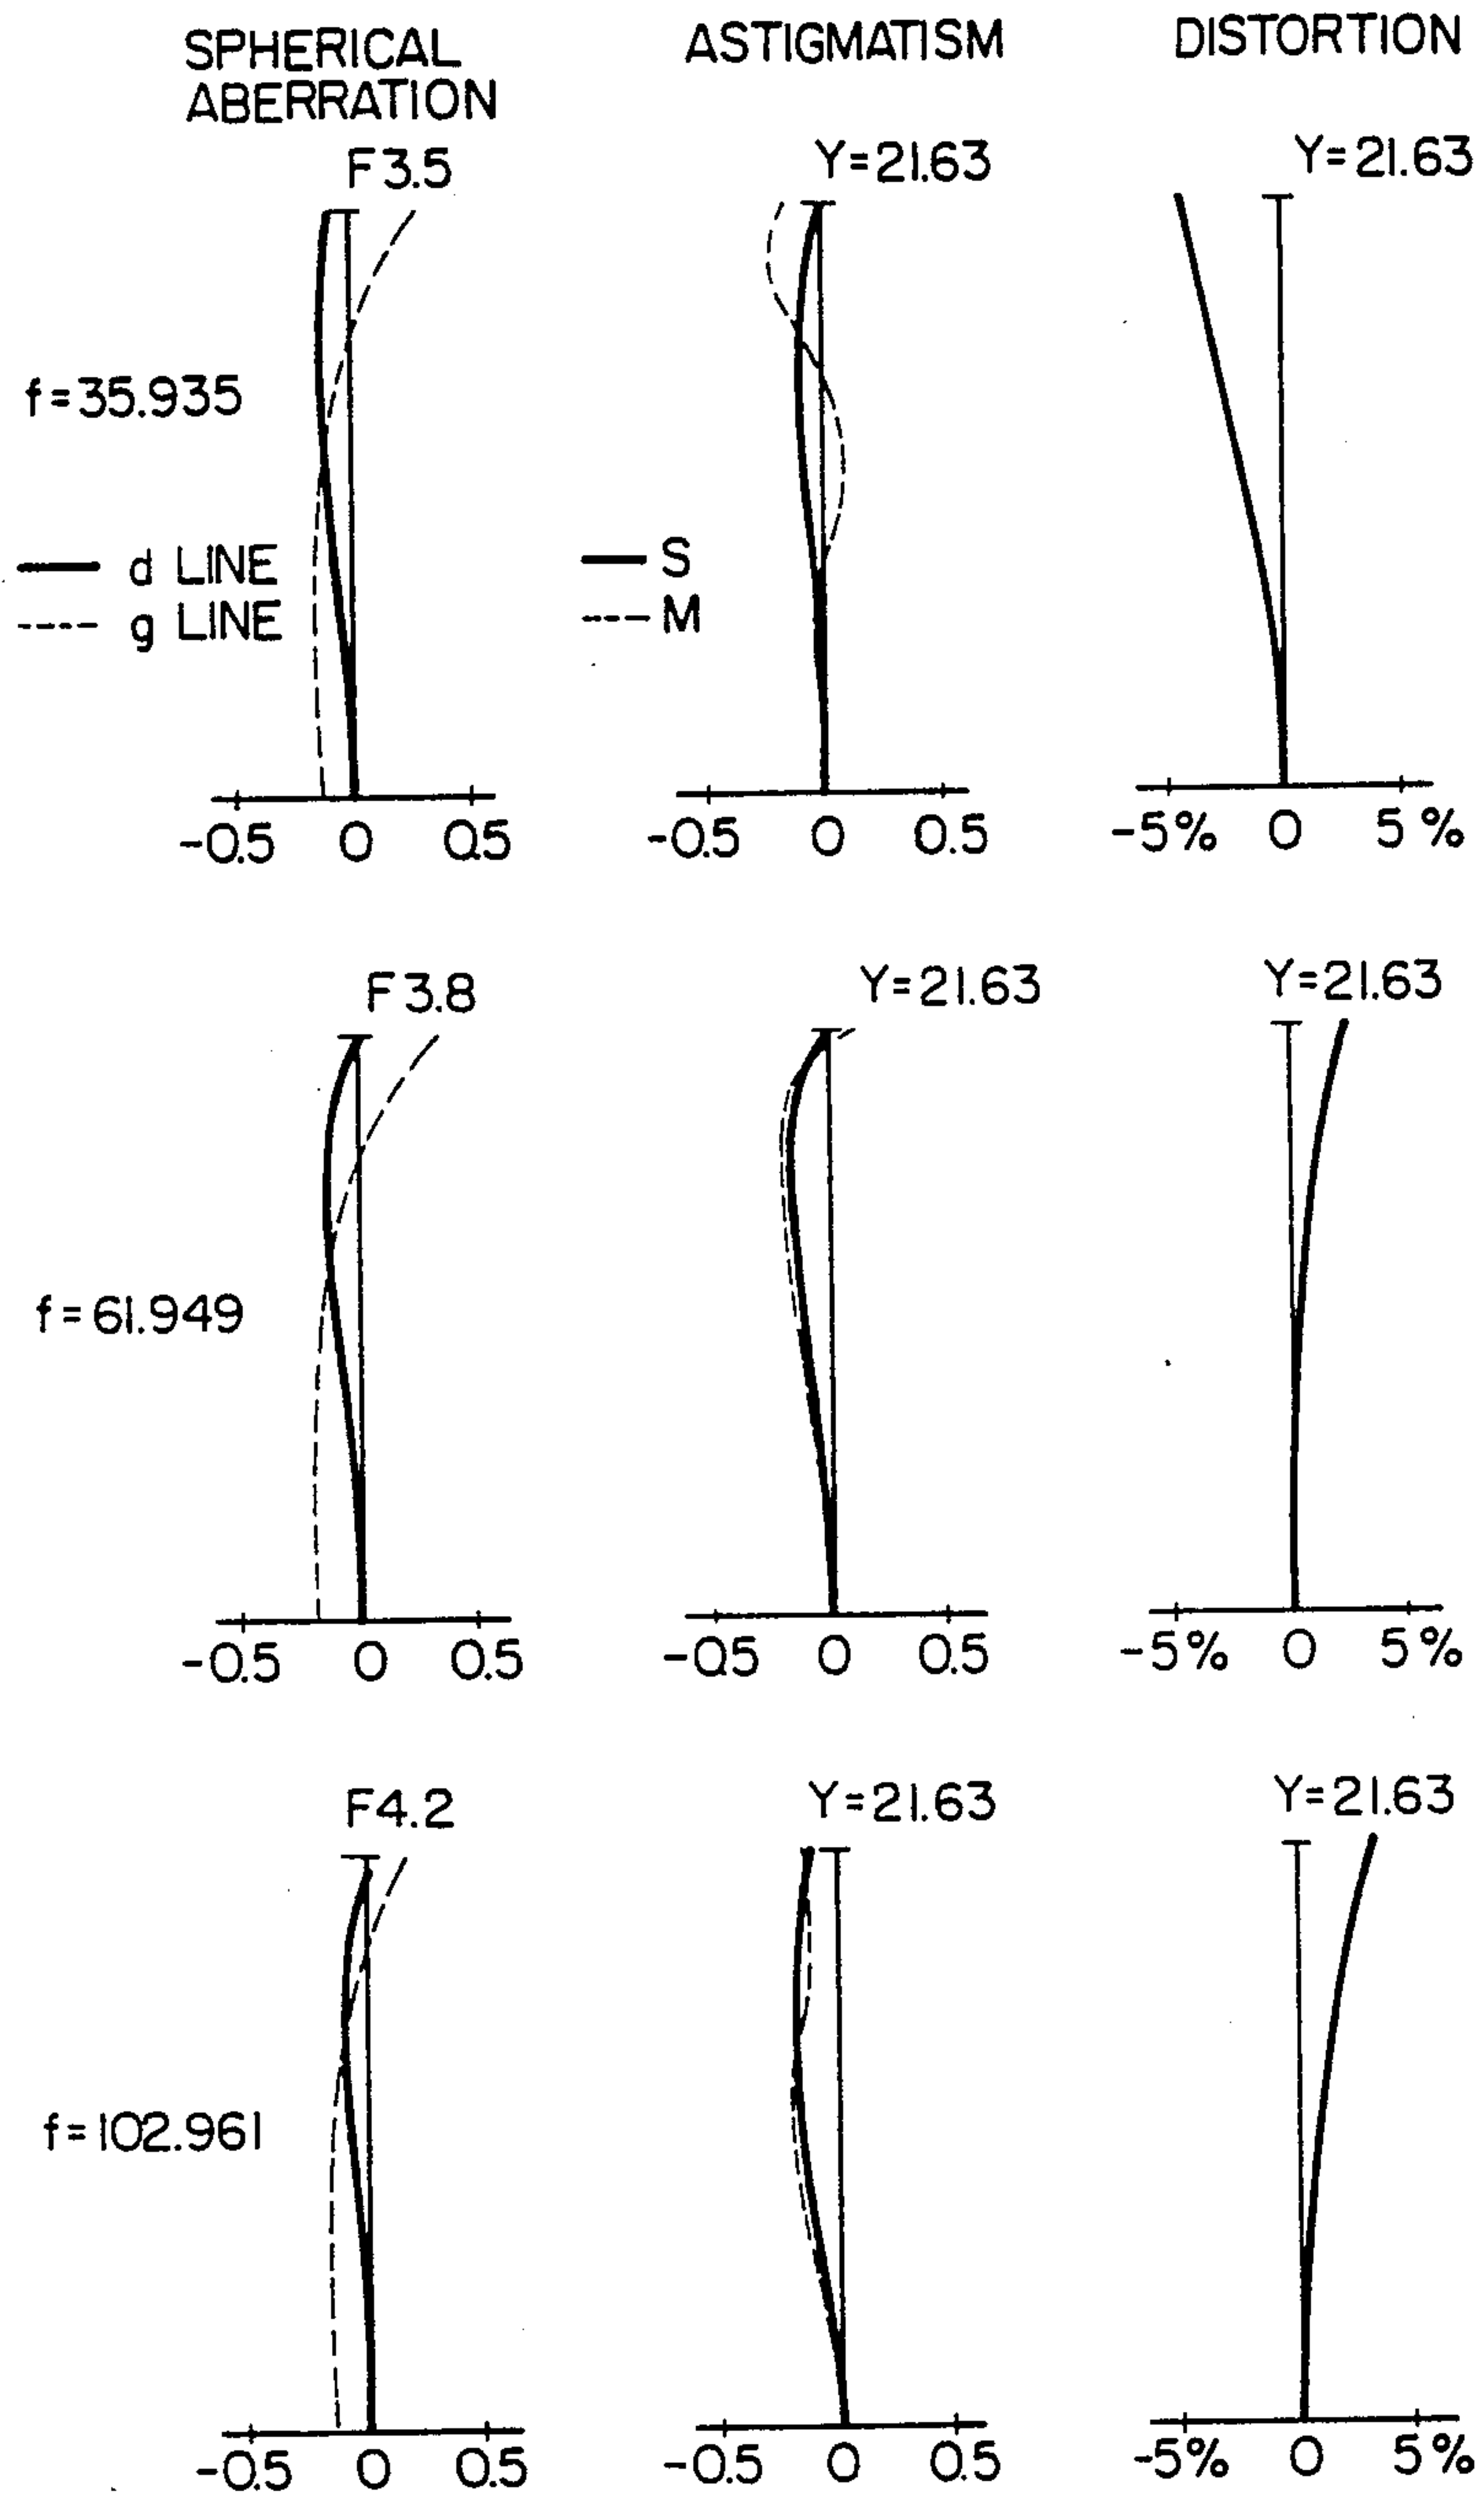 SPHERICAL
ABERRATION
ASTIGMATISM
DISTORTION
F3.5
Y=21.63
Y=21.63
f=35.935
d LINE
g LINE
S
M
-0.5 0 0.5
-0.5 0 0.5
-5% 0 5%
F3.8
Y=21.63
Y=21.63
f=61.949
-0.5 0 0.5
-0.5 0 0.5
-5% 0 5%
F4.2
Y=21.63
Y=21.63
f=102.961
-0.5 0 0.5
-0.5 0 0.5
-5% 0 5%